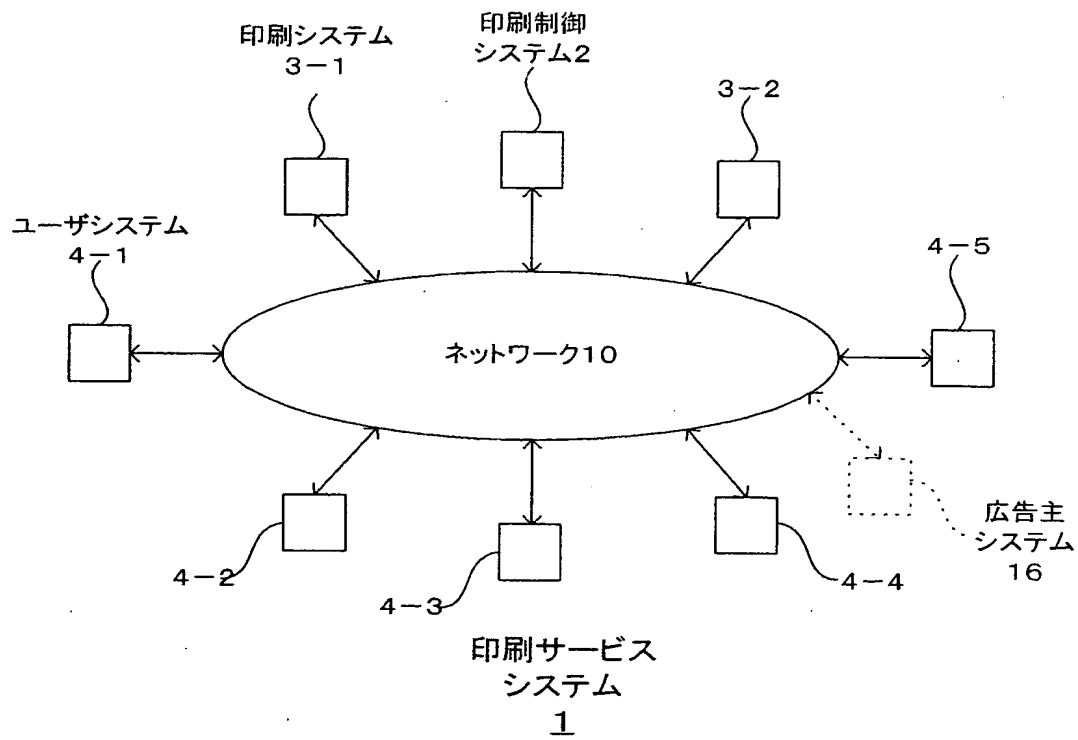 印刷システム
3－1
印刷制御
システム2
3－2
ユーザシステム
4－1
4－5
ネットワーク10
4－2
4－3
4－4
広告主
システム
16
印刷サービス
システム
1